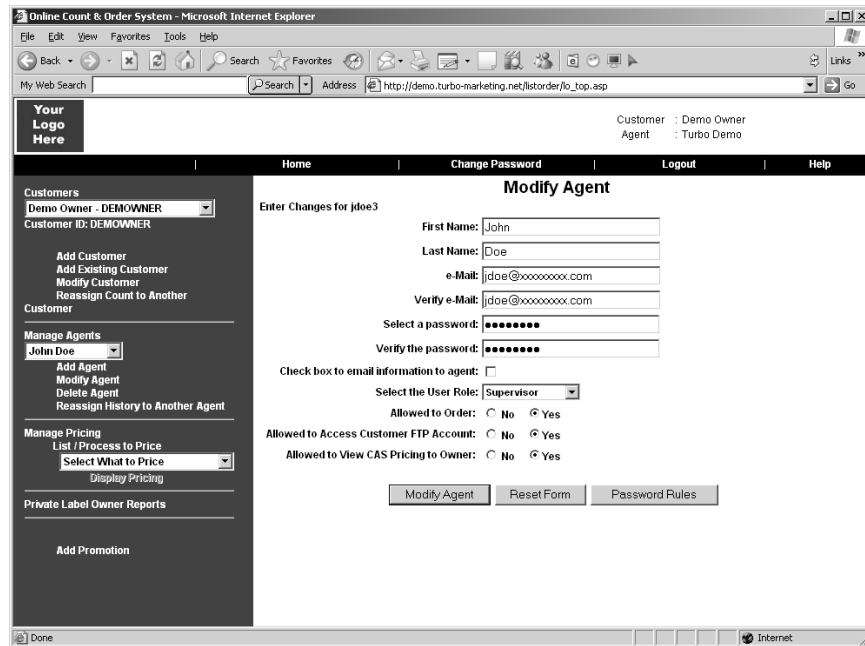 Online Count & Order System - Microsoft Internet Explorer
File Edit View Favorites Tools Help
Back Search Favorites Links »
My Web Search Search Address http://demo.turbo-marketing.net/listorder/lo_top.asp Go
Your
Logo
Here
Customer : Demo Owner
Agent : Turbo Demo
| Home | Change Password | Logout | Help
Customers
Demo Owner - DEMOWNER
Customer ID: DEMOWNER
Add Customer
Add Existing Customer
Modify Customer
Reassign Count to Another
Customer
Manage Agents
John Doe
Add Agent
Modify Agent
Delete Agent
Reassign History to Another Agent
Manage Pricing
List / Process to Price
Select What to Price
Display Pricing
Private Label Owner Reports
Add Promotion
Modify Agent
Enter Changes for jdoe3
First Name: John
Last Name: Doe
e-Mail: jdoe@xxxxxxxxx.com
Verify e-Mail: jdoe@xxxxxxxxx.com
Select a password: ●●●●●●●●
Verify the password: ●●●●●●●●
Check box to email information to agent:
Select the User Role: Supervisor
Allowed to Order: No Yes
Allowed to Access Customer FTP Account: No Yes
Allowed to View CAS Pricing to Owner: No Yes
Modify Agent Reset Form Password Rules
Done Internet